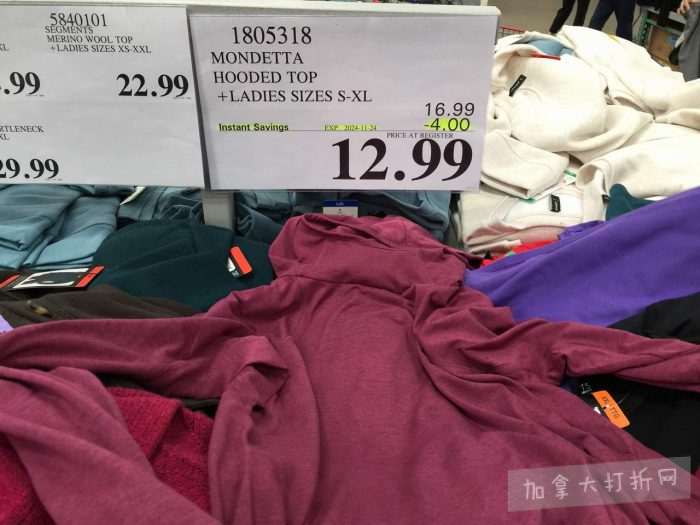 5840101
SEGMENTS
MERINO WOOL TOP
+LADIES SIZES XS-XXL
.99
22.99
RTLENECK
XL
29.99
1805318
MONDETTA
HOODED TOP
+LADIES SIZES S-XL
16.99
Instant Savings EXP. 2024-11-24 -4.00
PRICE AT REGISTER
12.99
加拿大打折网